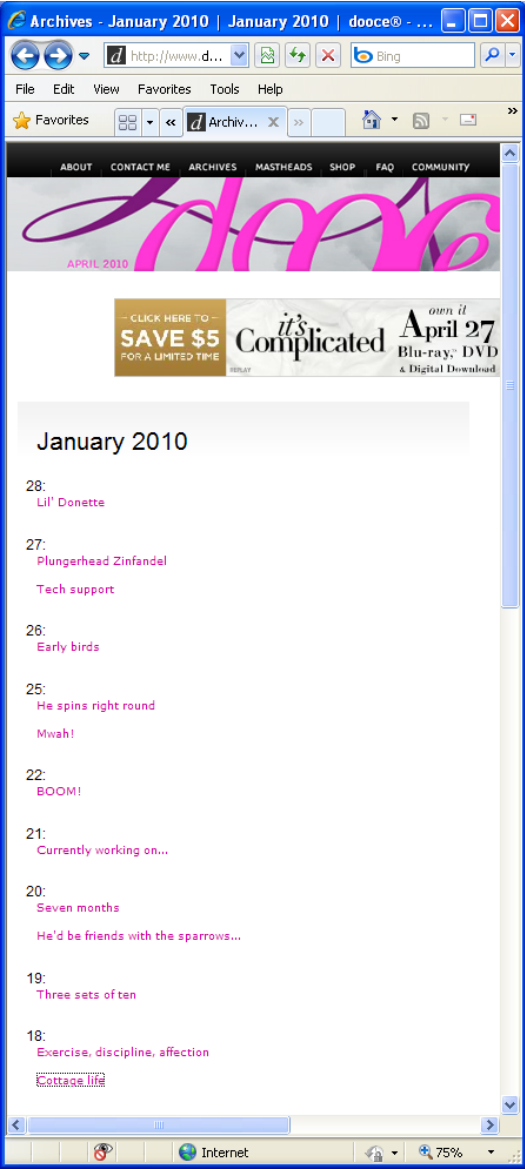 Archives - January 2010 | January 2010 | dooce® - ...
http://www.d...
Bing
File Edit View Favorites Tools Help
Favorites
Archiv...
ABOUT CONTACT ME ARCHIVES MASTHEADS SHOP FAQ COMMUNITY
dooce
APRIL 2010
CLICK HERE TO
SAVE $5
FOR A LIMITED TIME
it's
Complicated
own it
April 27
Blu-ray,™ DVD
& Digital Download
January 2010
28:
Lil' Donette
27:
Plungerhead Zinfandel
Tech support
26:
Early birds
25:
He spins right round
Mwah!
22:
BOOM!
21:
Currently working on...
20:
Seven months
He'd be friends with the sparrows...
19:
Three sets of ten
18:
Exercise, discipline, affection
Cottage life
Internet
75%